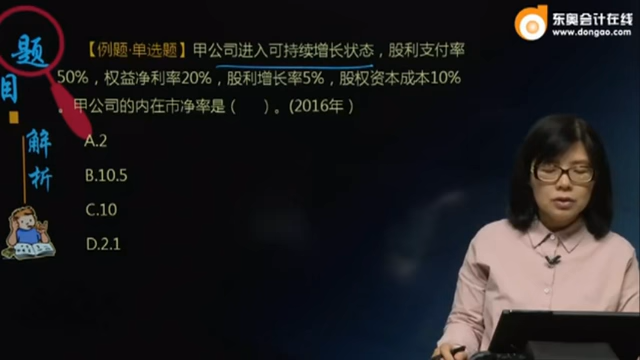 东奥会计在线
www.dongao.com
题目
解析
【例题·单选题】甲公司进入可持续增长状态，股利支付率
50%，权益净利率20%，股利增长率5%，股权资本成本10%
。甲公司的内在市净率是（　　）。(2016年）
A.2
B.10.5
C.10
D.2.1